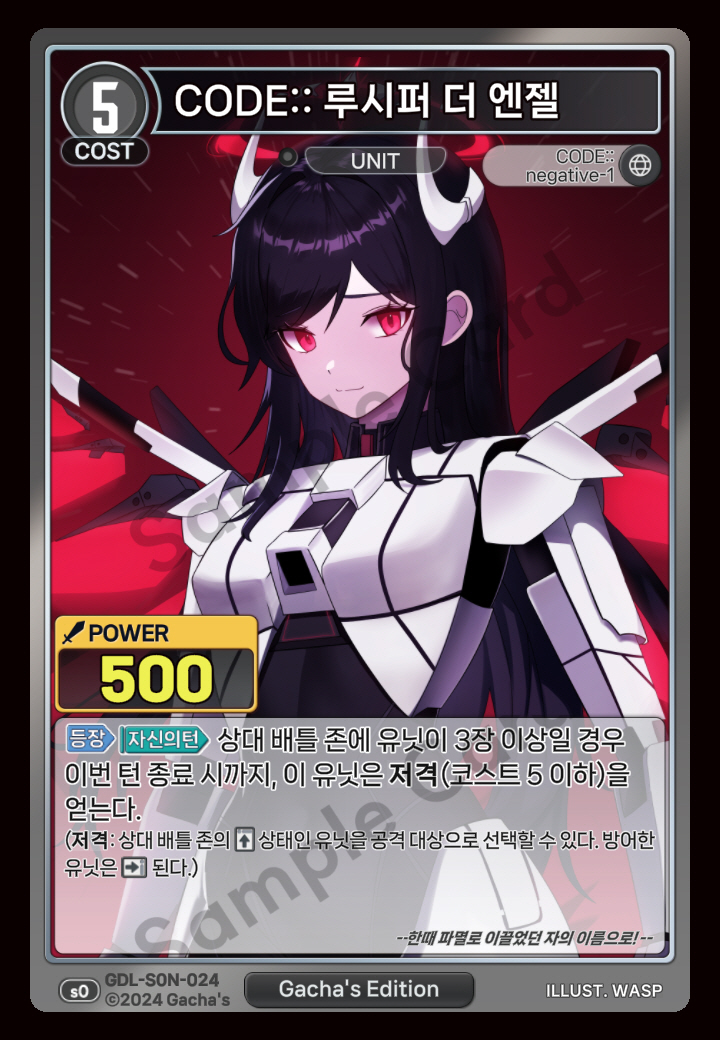 5
COST
CODE:: 루시퍼 더 엔젤
UNIT
CODE::
negative-1
Sample Card
POWER
500
등장 자신의턴 상대 배틀 존에 유닛이 3장 이상일 경우
이번 턴 종료 시까지, 이 유닛은 저격(코스트 5 이하)을
얻는다.
(저격: 상대 배틀 존의 상태인 유닛을 공격 대상으로 선택할 수 있다. 방어한
유닛은 된다.)
Sample Card
--한때 파멸로 이끌었던 자의 이름으로!--
s0
GDL-S0N-024
©2024 Gacha's
Gacha's Edition
ILLUST. WASP